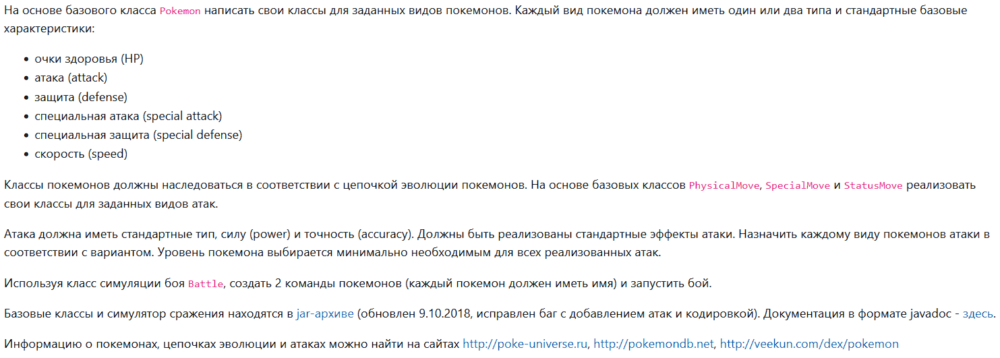 На основе базового класса Pokemon написать свои классы для заданных видов покемонов. Каждый вид покемона должен иметь один или два типа и стандартные базовые
характеристики:
• очки здоровья (HP)
• атака (attack)
• защита (defense)
• специальная атака (special attack)
• специальная защита (special defense)
• скорость (speed)
Классы покемонов должны наследоваться в соответствии с цепочкой эволюции покемонов. На основе базовых классов PhysicalMove, SpecialMove и StatusMove реализовать
свои классы для заданных видов атак.
Атака должна иметь стандартные тип, силу (power) и точность (accuracy). Должны быть реализованы стандартные эффекты атаки. Назначить каждому виду покемонов атаки в
соответствии с вариантом. Уровень покемона выбирается минимально необходимым для всех реализованных атак.
Используя класс симуляции боя Battle, создать 2 команды покемонов (каждый покемон должен иметь имя) и запустить бой.
Базовые классы и симулятор сражения находятся в jar-архиве (обновлен 9.10.2018, исправлен баг с добавлением атак и кодировкой). Документация в формате javadoc - здесь.
Информацию о покемонах, цепочках эволюции и атаках можно найти на сайтах http://poke-universe.ru, http://pokemondb.net, http://veekun.com/dex/pokemon